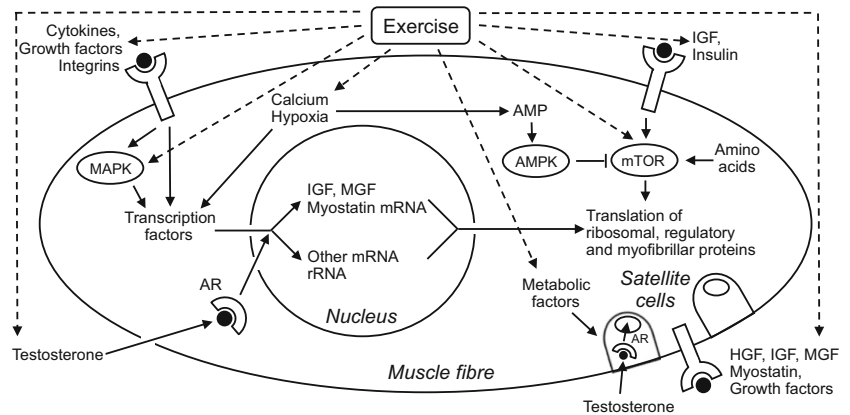 Exercise
Cytokines,
Growth factors
Integrins
IGF,
Insulin
Calcium
Hypoxia
AMP
MAPK
AMPK
mTOR
Amino
acids
IGF, MGF
Myostatin mRNA
Transcription
factors
Translation of
ribosomal, regulatory
and myofibrillar proteins
Other mRNA
rRNA
AR
Nucleus
Metabolic
factors
Satellite
cells
AR
Testosterone
Muscle fibre
HGF, IGF, MGF
Myostatin,
Growth factors
Testosterone